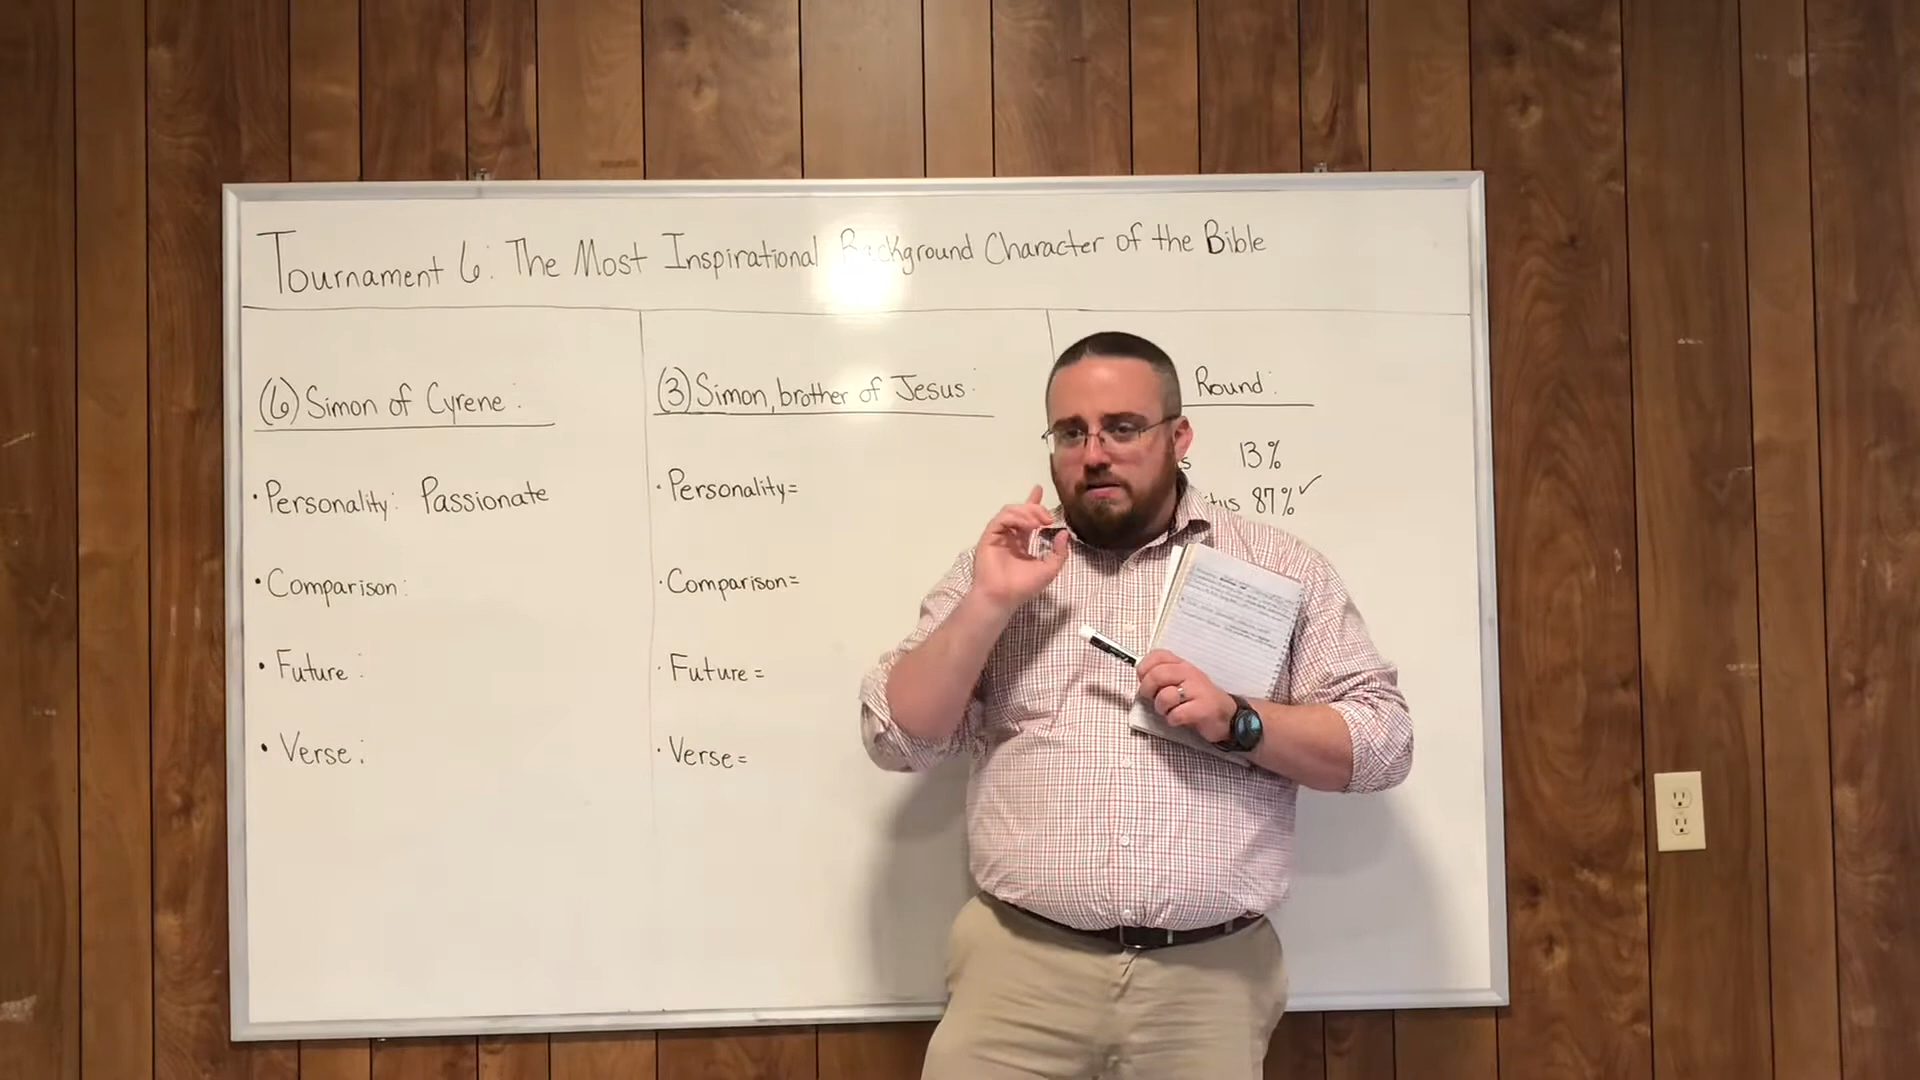 Tournament 6: The Most Inspirational Background Character of the Bible
(6) Simon of Cyrene:
· Personality: Passionate
· Comparison:
· Future:
· Verse:
(3) Simon, brother of Jesus:
· Personality=
· Comparison=
· Future=
· Verse=
Round:
s 13%
itus 87% ✓